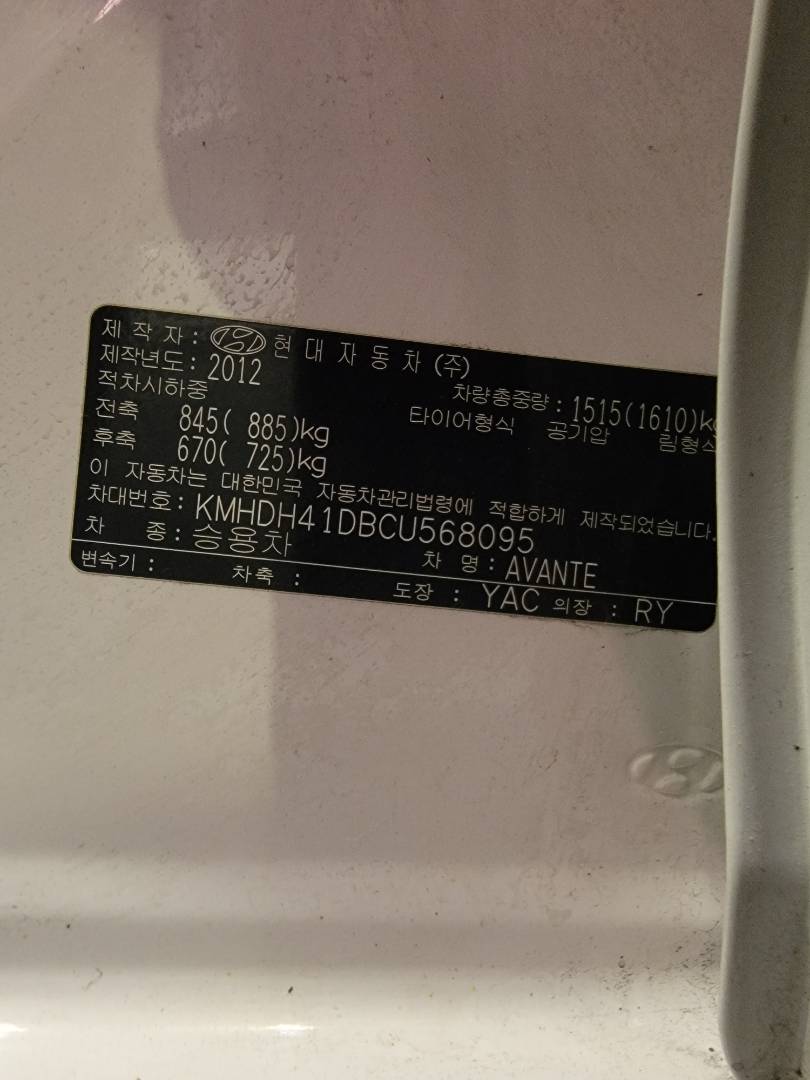 제 작 자 : 현 대 자 동 차 (주)
제작년도 : 2012 차량총중량 : 1515(1610)kg
적차시하중 타이어형식 공기압 림형식
전축 845( 885)kg
후축 670( 725)kg
이 자동차는 대한민국 자동차관리법령에 적합하게 제작되었습니다.
차대번호 : KMHDH41DBCU568095
차 종 : 승용차 차 명 : AVANTE
변속기 : 차축 : 도장 : YAC 의장 : RY